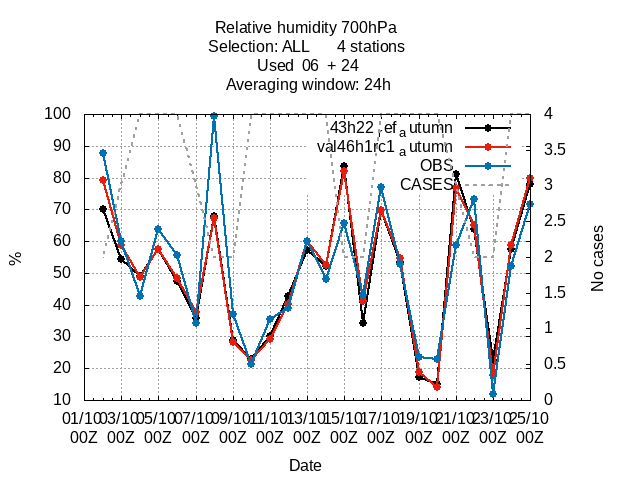 Relative humidity 700hPa
Selection: ALL 4 stations
Used 06 + 24
Averaging window: 24h
100
90
80
70
60
50
40
30
20
10
4
3.5
3
2.5
2
1.5
1
0.5
0
43h22
val46h1rc1 a utumn
OBS
CASES
%
No cases
01/10 03/10 05/10 07/10 09/10 11/10 13/10 15/10 17/10 19/10 21/10 23/10 25/10
00Z 00Z 00Z 00Z 00Z 00Z 00Z 00Z 00Z 00Z 00Z 00Z 00Z
Date